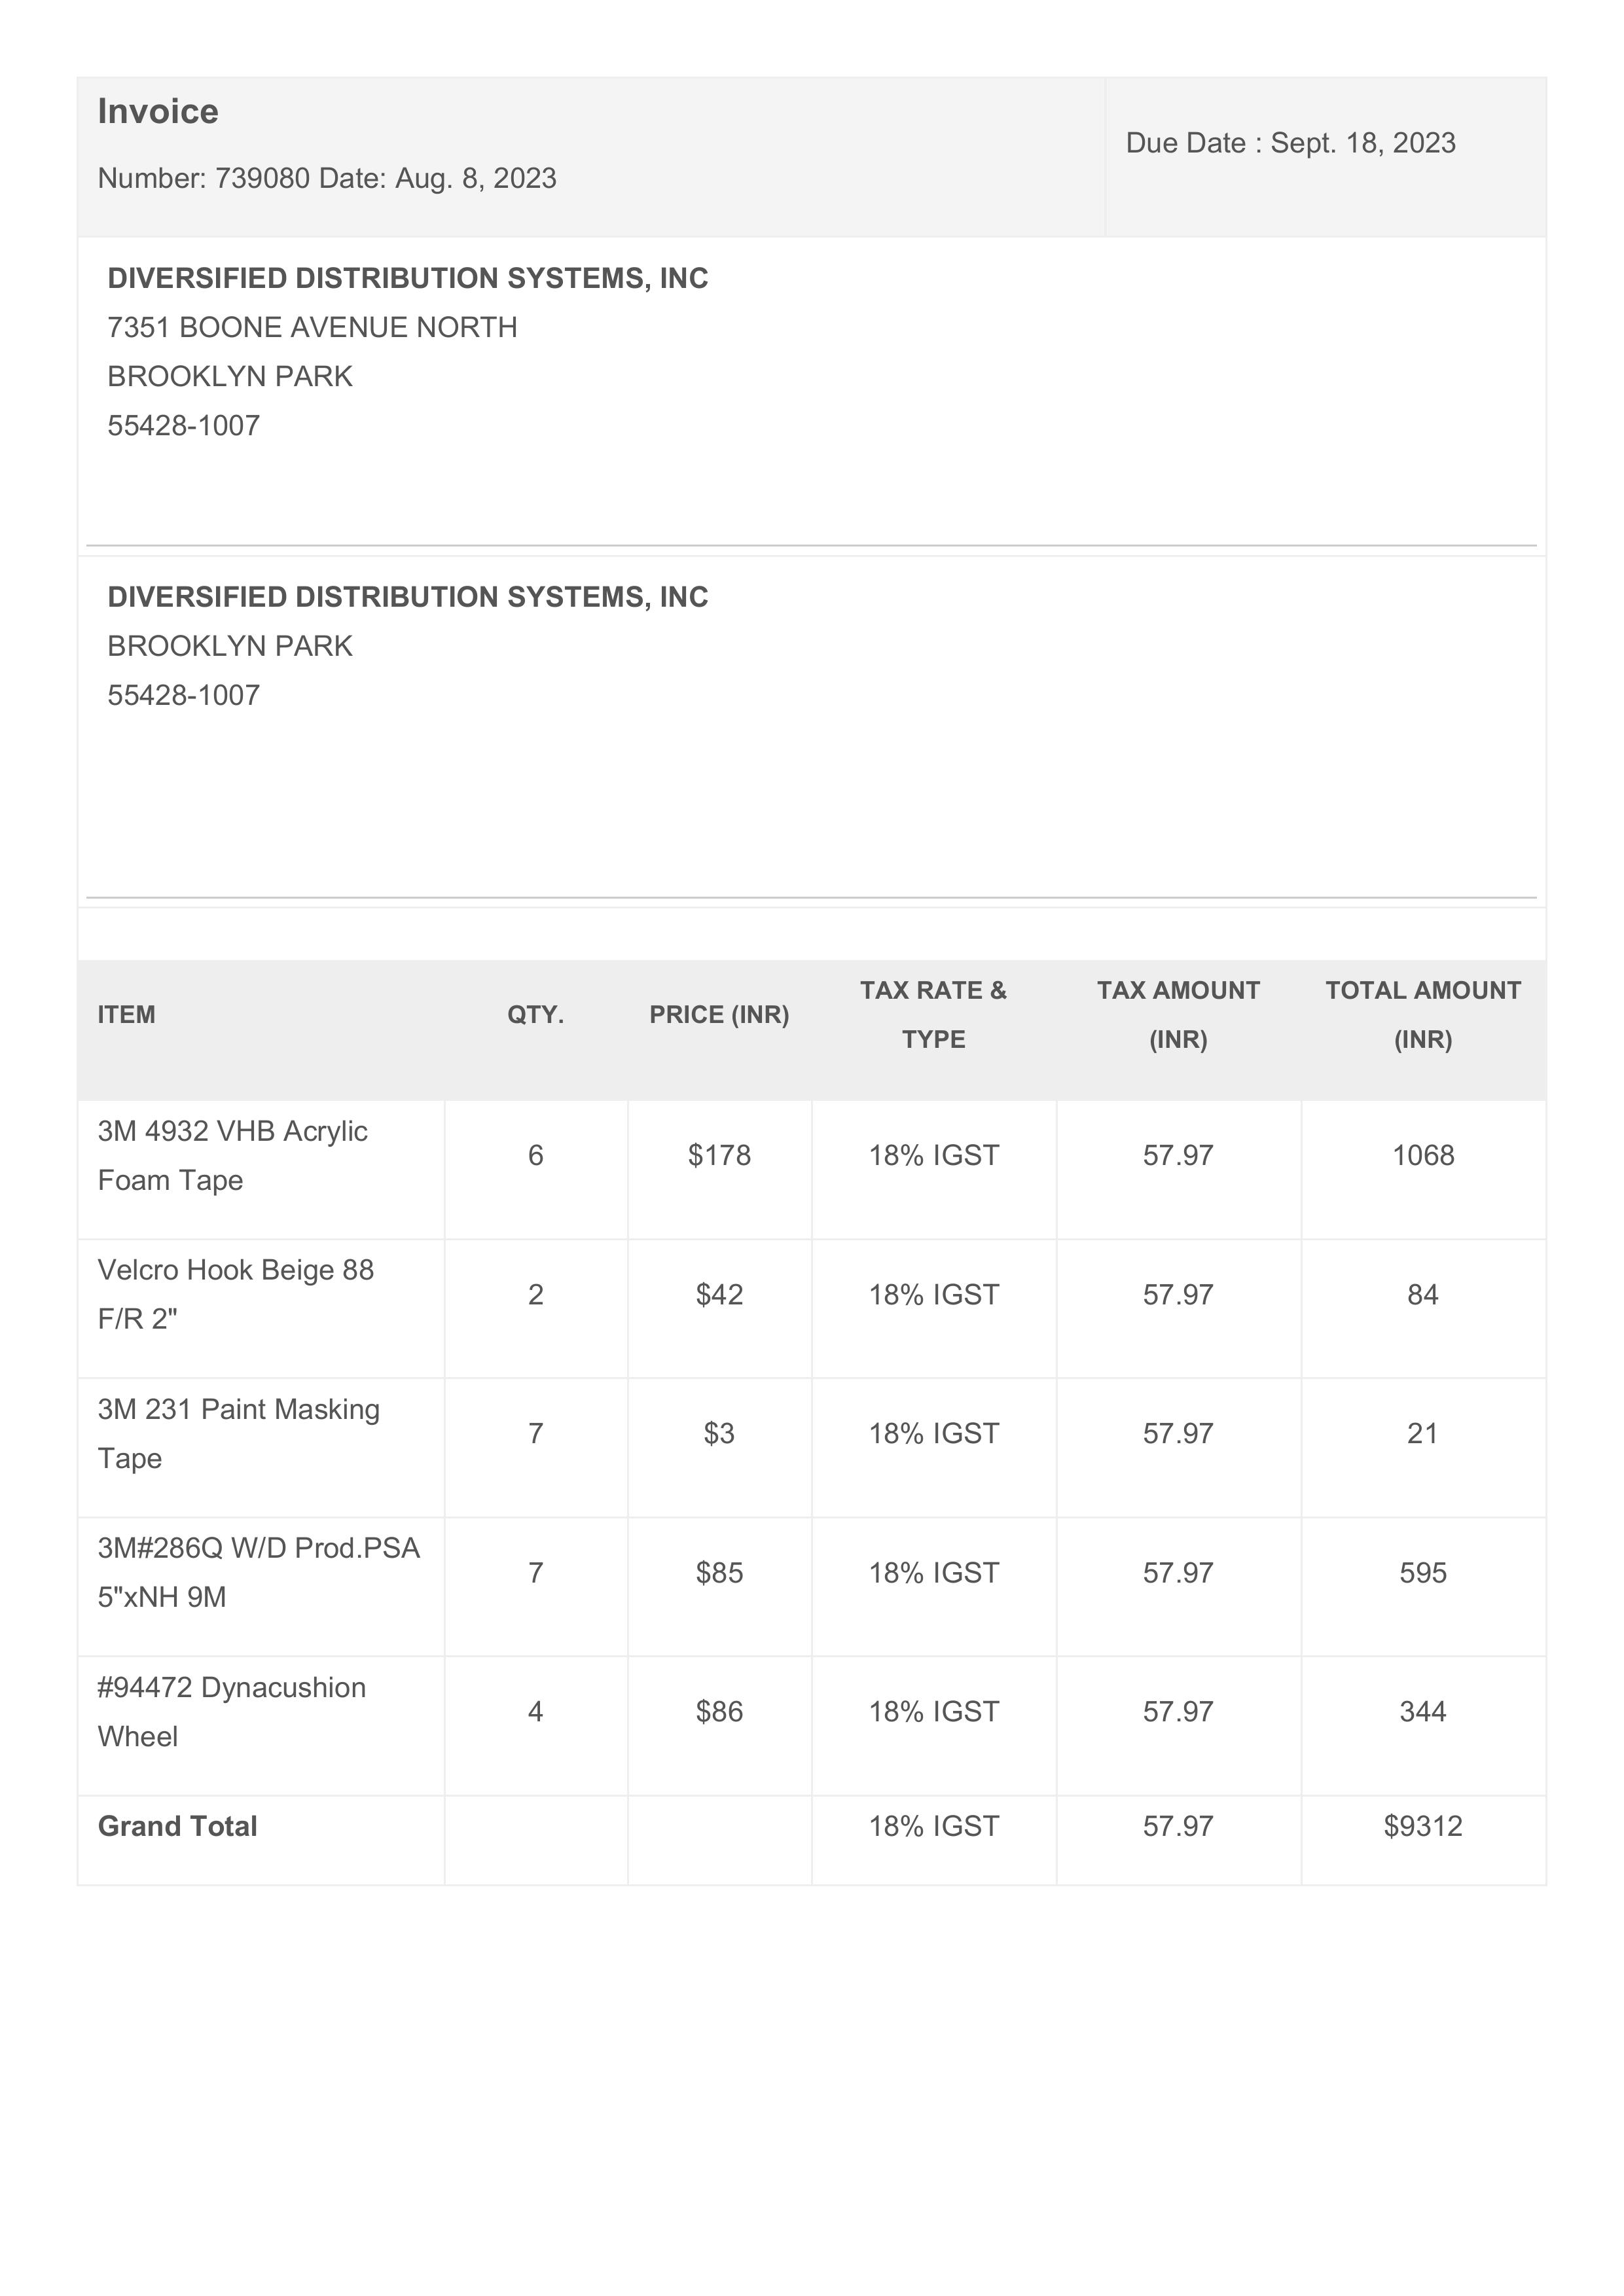 Invoice
Number: 739080 Date: Aug. 8, 2023
Due Date : Sept. 18, 2023
DIVERSIFIED DISTRIBUTION SYSTEMS, INC
7351 BOONE AVENUE NORTH
BROOKLYN PARK
55428-1007
DIVERSIFIED DISTRIBUTION SYSTEMS, INC
BROOKLYN PARK
55428-1007
ITEM QTY. PRICE (INR) TAX RATE & TYPE TAX AMOUNT (INR) TOTAL AMOUNT (INR)
3M 4932 VHB Acrylic Foam Tape 6 $178 18% IGST 57.97 1068
Velcro Hook Beige 88 F/R 2" 2 $42 18% IGST 57.97 84
3M 231 Paint Masking Tape 7 $3 18% IGST 57.97 21
3M#286Q W/D Prod.PSA 5"xNH 9M 7 $85 18% IGST 57.97 595
#94472 Dynacushion Wheel 4 $86 18% IGST 57.97 344
Grand Total 18% IGST 57.97 $9312